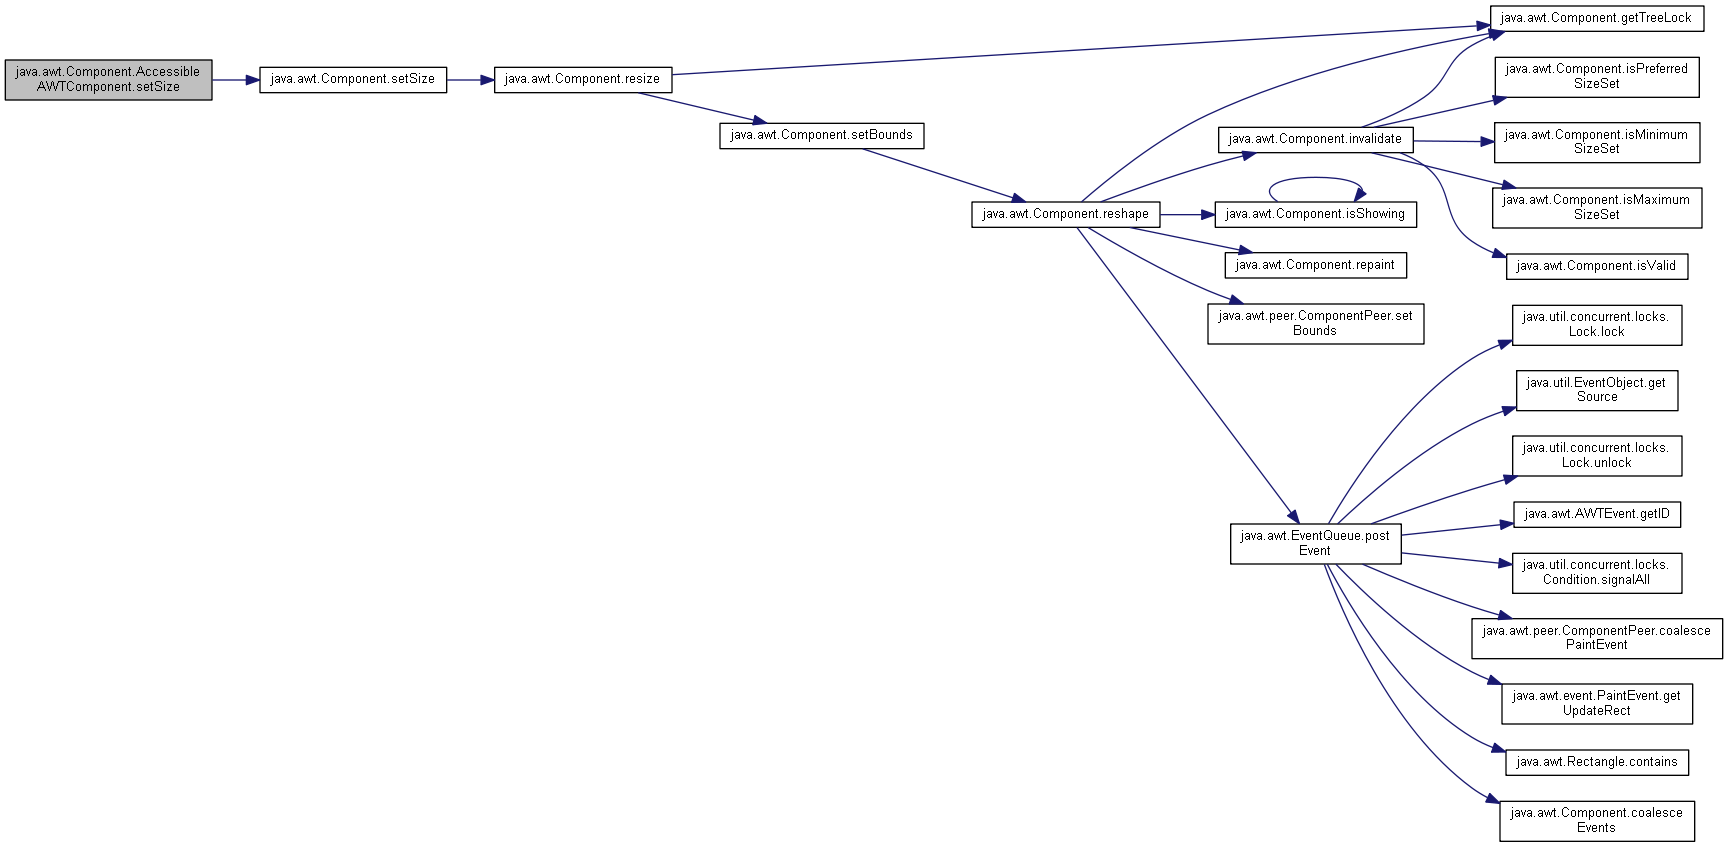 java.awt.Component.Accessible
AWTComponent.setSize
java.awt.Component.setSize
java.awt.Component.resize
java.awt.Component.setBounds
java.awt.Component.reshape
java.awt.Component.getTreeLock
java.awt.Component.invalidate
java.awt.Component.isPreferred
SizeSet
java.awt.Component.isMinimum
SizeSet
java.awt.Component.isMaximum
SizeSet
java.awt.Component.isValid
java.awt.Component.isShowing
java.awt.Component.repaint
java.awt.peer.ComponentPeer.set
Bounds
java.awt.EventQueue.post
Event
java.util.concurrent.locks.
Lock.lock
java.util.EventObject.get
Source
java.util.concurrent.locks.
Lock.unlock
java.awt.AWTEvent.getID
java.util.concurrent.locks.
Condition.signalAll
java.awt.peer.ComponentPeer.coalesce
PaintEvent
java.awt.event.PaintEvent.get
UpdateRect
java.awt.Rectangle.contains
java.awt.Component.coalesce
Events